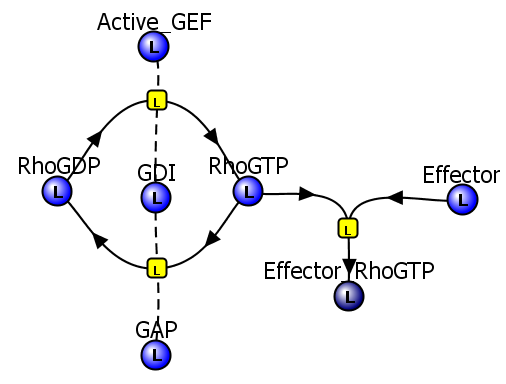 Active_GEF
L
L
RhoGDP
GDI
RhoGTP
Effector
L
L
L
L
L
L
Effector_RhoGTP
L
GAP
L
L